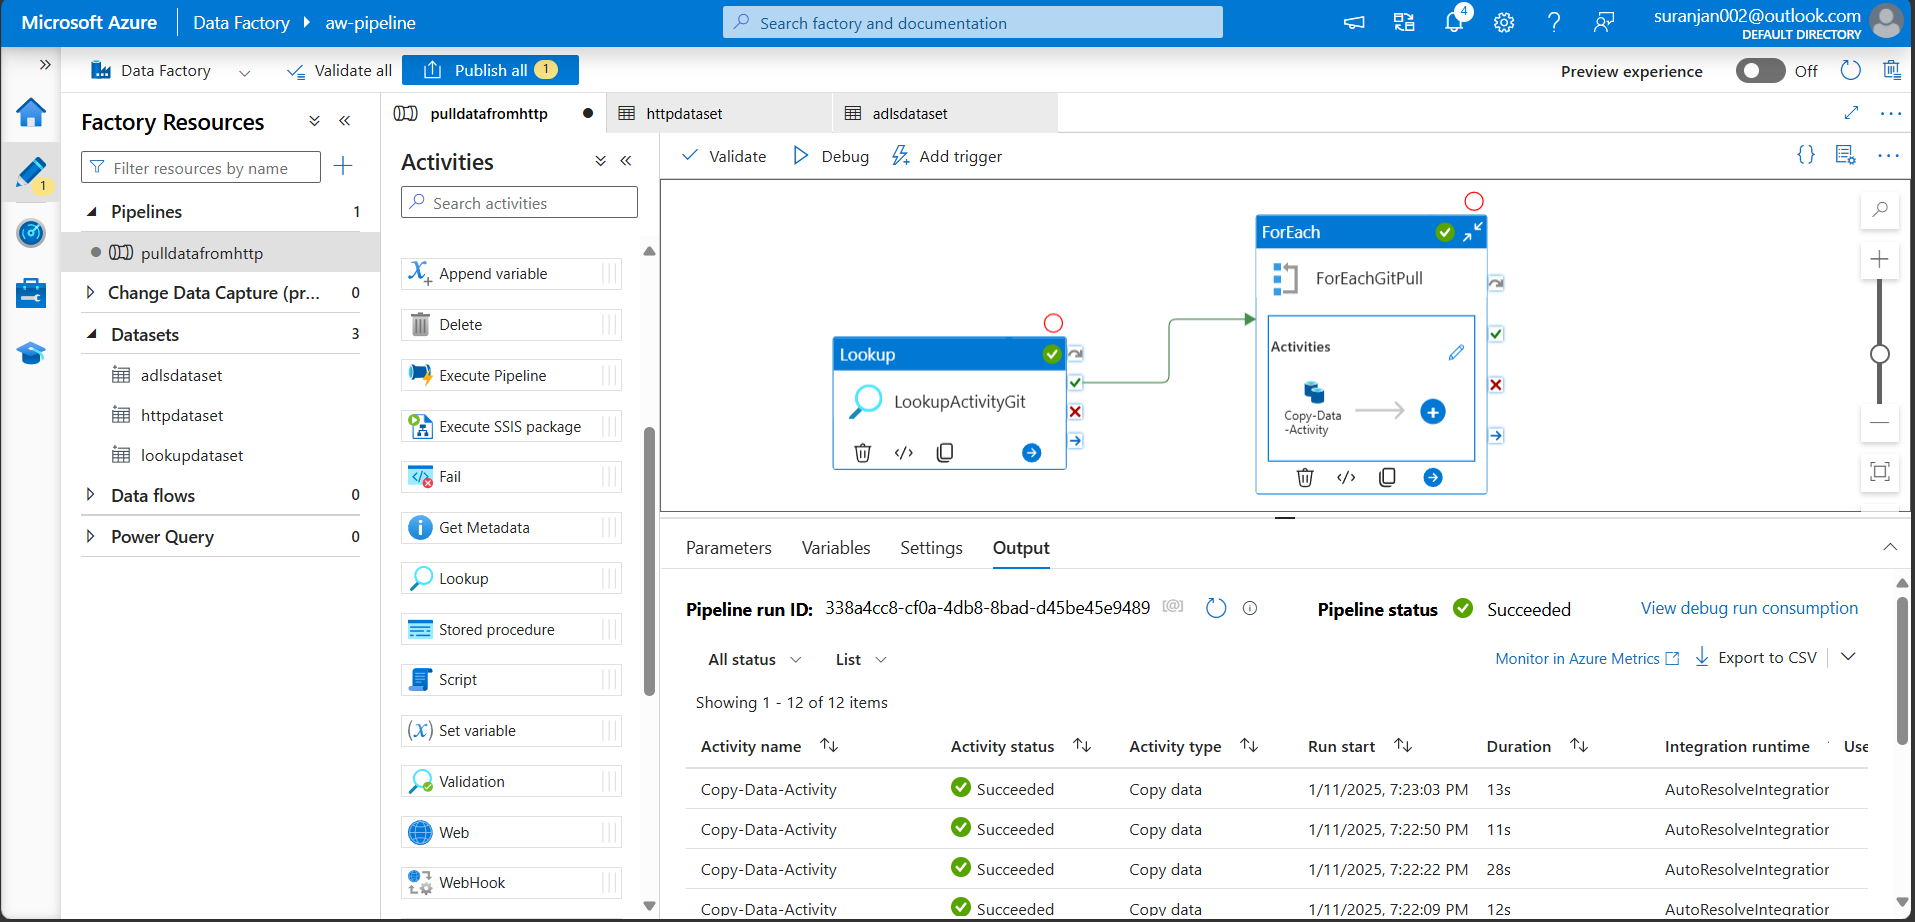 Microsoft Azure
Data Factory
aw-pipeline
Search factory and documentation
4
suranjan002@outlook.com
DEFAULT DIRECTORY
Data Factory
Validate all
Publish all 1
Preview experience
Off
1
Factory Resources
Filter resources by name
Pipelines 1
pulldatafromhttp
Change Data Capture (pr... 0
Datasets 3
adlsdataset
httpdataset
lookupdataset
Data flows 0
Power Query 0
pulldatafromhttp
httpdataset
adlsdataset
Activities
Search activities
Append variable
Delete
Execute Pipeline
Execute SSIS package
Fail
Get Metadata
Lookup
Stored procedure
Script
Set variable
Validation
Web
WebHook
Validate
Debug
Add trigger
Lookup
LookupActivityGit
ForEach
ForEachGitPull
Activities
Copy-Data
-Activity
Parameters
Variables
Settings
Output
Pipeline run ID: 338a4cc8-cf0a-4db8-8bad-d45be45e9489
Pipeline status Succeeded
View debug run consumption
All status
List
Monitor in Azure Metrics
Export to CSV
Showing 1 - 12 of 12 items
Activity name Activity status Activity type Run start Duration Integration runtime Use
Copy-Data-Activity Succeeded Copy data 1/11/2025, 7:23:03 PM 13s AutoResolveIntegration
Copy-Data-Activity Succeeded Copy data 1/11/2025, 7:22:50 PM 11s AutoResolveIntegration
Copy-Data-Activity Succeeded Copy data 1/11/2025, 7:22:22 PM 28s AutoResolveIntegration
Copy-Data-Activity Succeeded Copy data 1/11/2025, 7:22:09 PM 12s AutoResolveIntegration